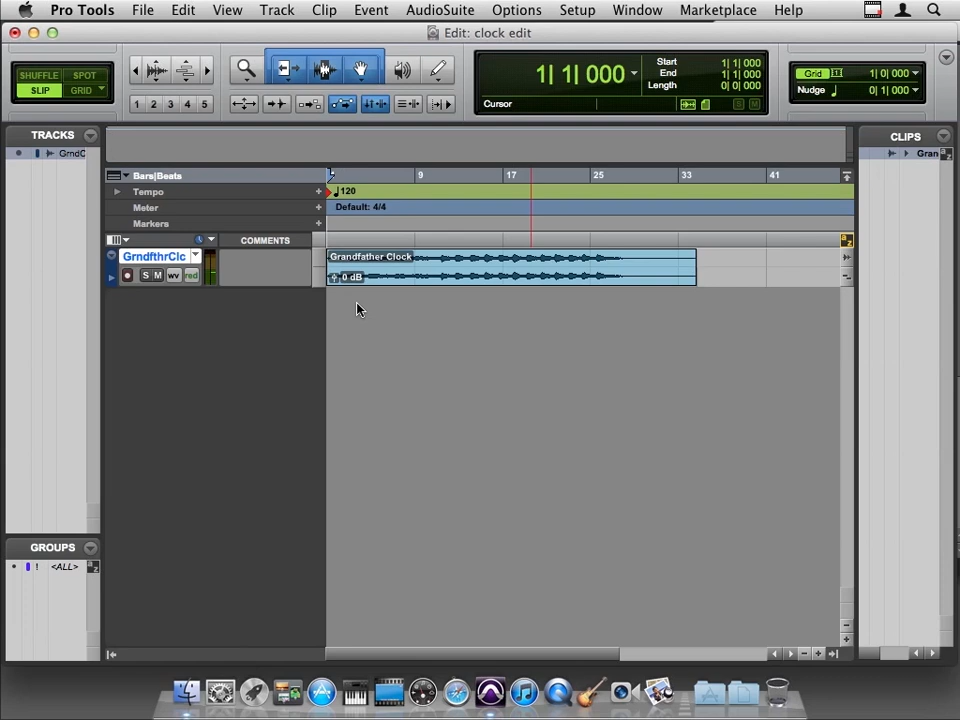 Pro Tools File Edit View Track Clip Event AudioSuite Options Setup Window Marketplace Help
Edit: clock edit
SHUFFLE SPOT
SLIP GRID
1 2 3 4 5
1| 1| 000
Start 1| 1| 000
End 1| 1| 000
Length 0| 0| 000
Cursor
S M
Grid 1| 0| 000
Nudge 0| 1| 000
TRACKS
GrndC
CLIPS
Gran
Bars|Beats
1 9 17 25 33 41
Tempo
120
Meter
Default: 4/4
Markers
COMMENTS
GrndfthrClc
S M wv red
Grandfather Clock
0 dB
GROUPS
! <ALL>